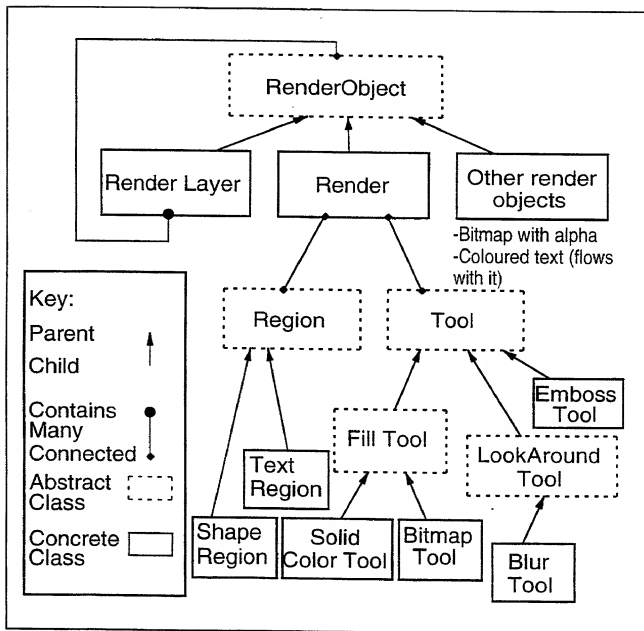 RenderObject
Render Layer
Render
Other render
objects
-Bitmap with alpha
-Coloured text (flows
with it)
Key:
Parent
Child
Contains
Many
Connected
Abstract
Class
Concrete
Class
Region
Tool
Emboss
Tool
Fill Tool
LookAround
Tool
Text
Region
Shape
Region
Solid
Color Tool
Bitmap
Tool
Blur
Tool